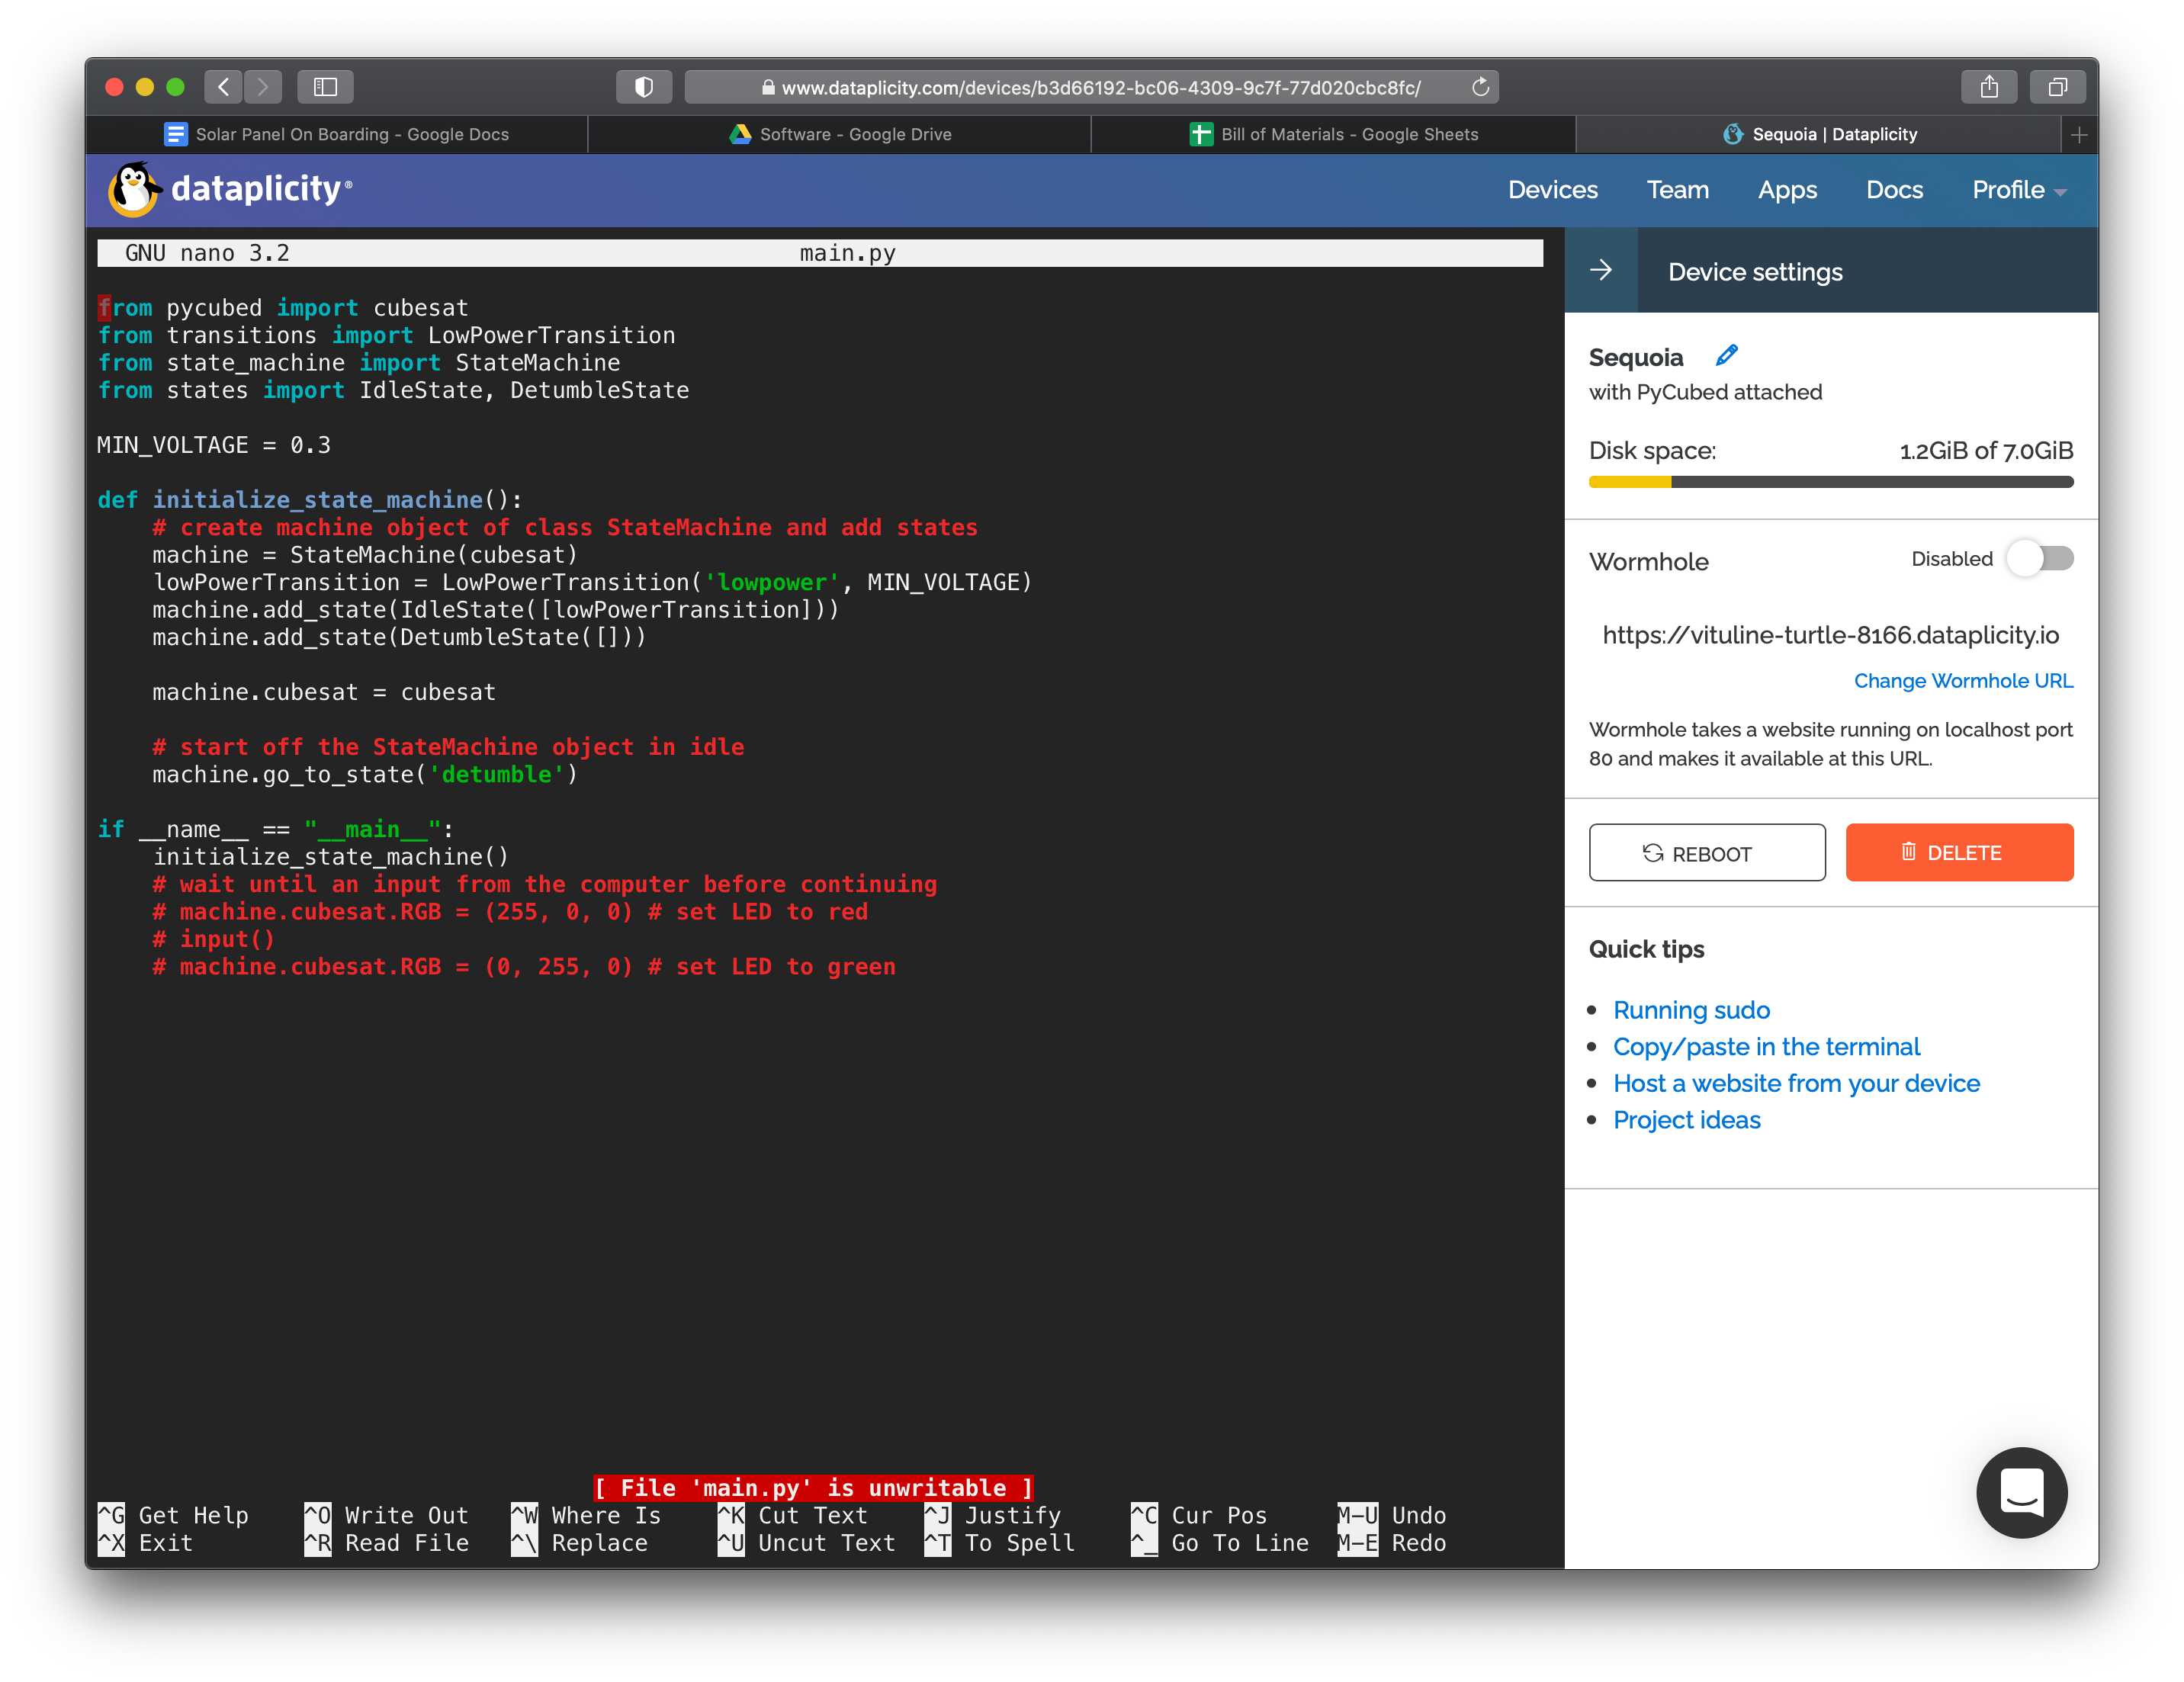 www.dataplicity.com/devices/b3d66192-bc06-4309-9c7f-77d020cbc8fc/
Solar Panel On Boarding - Google Docs
Software - Google Drive
Bill of Materials - Google Sheets
Sequoia | Dataplicity
dataplicity®
Devices Team Apps Docs Profile
GNU nano 3.2 main.py
from pycubed import cubesat
from transitions import LowPowerTransition
from state_machine import StateMachine
from states import IdleState, DetumbleState
MIN_VOLTAGE = 0.3
def initialize_state_machine():
# create machine object of class StateMachine and add states
machine = StateMachine(cubesat)
lowPowerTransition = LowPowerTransition('lowpower', MIN_VOLTAGE)
machine.add_state(IdleState([lowPowerTransition]))
machine.add_state(DetumbleState([]))
machine.cubesat = cubesat
# start off the StateMachine object in idle
machine.go_to_state('detumble')
if __name__ == "__main__":
initialize_state_machine()
# wait until an input from the computer before continuing
# machine.cubesat.RGB = (255, 0, 0) # set LED to red
# input()
# machine.cubesat.RGB = (0, 255, 0) # set LED to green
[ File 'main.py' is unwritable ]
^G Get Help ^O Write Out ^W Where Is ^K Cut Text ^J Justify ^C Cur Pos M-U Undo
^X Exit ^R Read File ^\ Replace ^U Uncut Text ^T To Spell ^_ Go To Line M-E Redo
Device settings
Sequoia
with PyCubed attached
Disk space: 1.2GiB of 7.0GiB
Wormhole Disabled
https://vituline-turtle-8166.dataplicity.io
Change Wormhole URL
Wormhole takes a website running on localhost port
80 and makes it available at this URL.
REBOOT DELETE
Quick tips
Running sudo
Copy/paste in the terminal
Host a website from your device
Project ideas